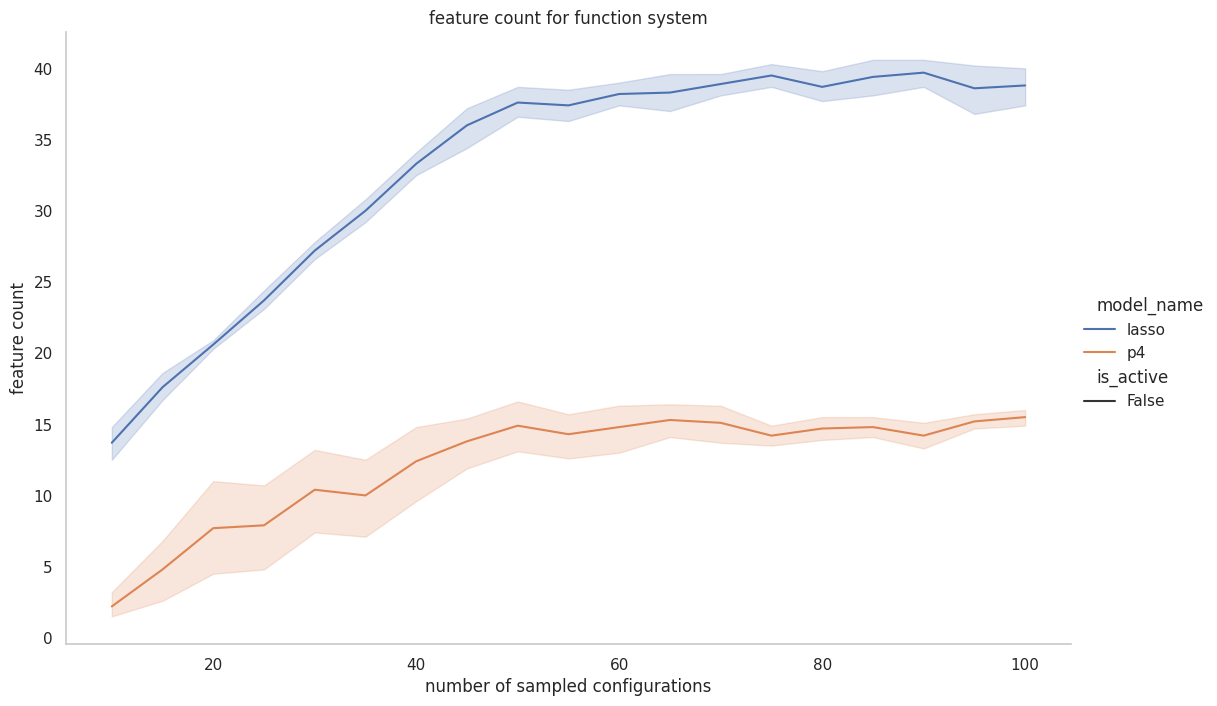 feature count for function system
40
35
30
25
20
15
10
5
0
feature count
20 40 60 80 100
number of sampled configurations
model_name
lasso
p4
is_active
False